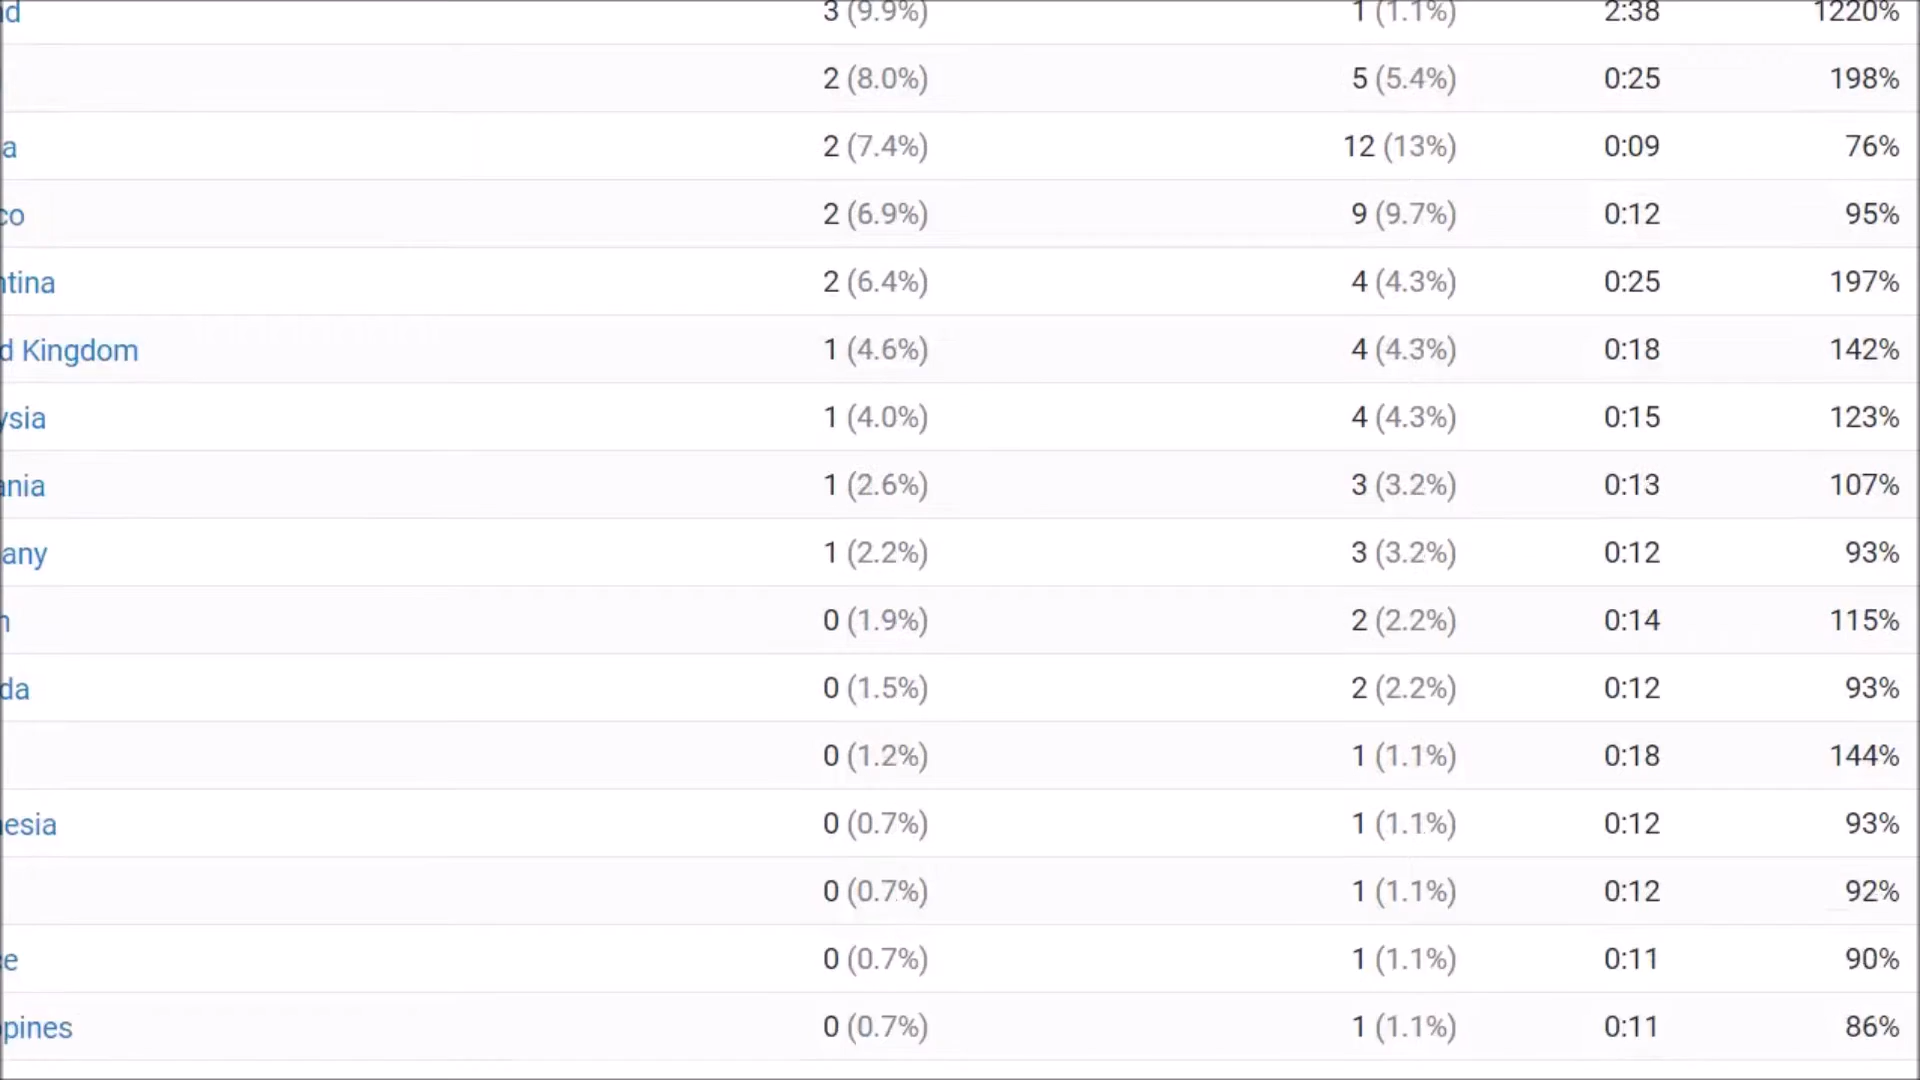 d 3 (9.9%) 1 (1.1%) 2:38 1220%
2 (8.0%) 5 (5.4%) 0:25 198%
a 2 (7.4%) 12 (13%) 0:09 76%
co 2 (6.9%) 9 (9.7%) 0:12 95%
ntina 2 (6.4%) 4 (4.3%) 0:25 197%
d Kingdom 1 (4.6%) 4 (4.3%) 0:18 142%
ysia 1 (4.0%) 4 (4.3%) 0:15 123%
ania 1 (2.6%) 3 (3.2%) 0:13 107%
any 1 (2.2%) 3 (3.2%) 0:12 93%
n 0 (1.9%) 2 (2.2%) 0:14 115%
da 0 (1.5%) 2 (2.2%) 0:12 93%
0 (1.2%) 1 (1.1%) 0:18 144%
esia 0 (0.7%) 1 (1.1%) 0:12 93%
0 (0.7%) 1 (1.1%) 0:12 92%
e 0 (0.7%) 1 (1.1%) 0:11 90%
pines 0 (0.7%) 1 (1.1%) 0:11 86%